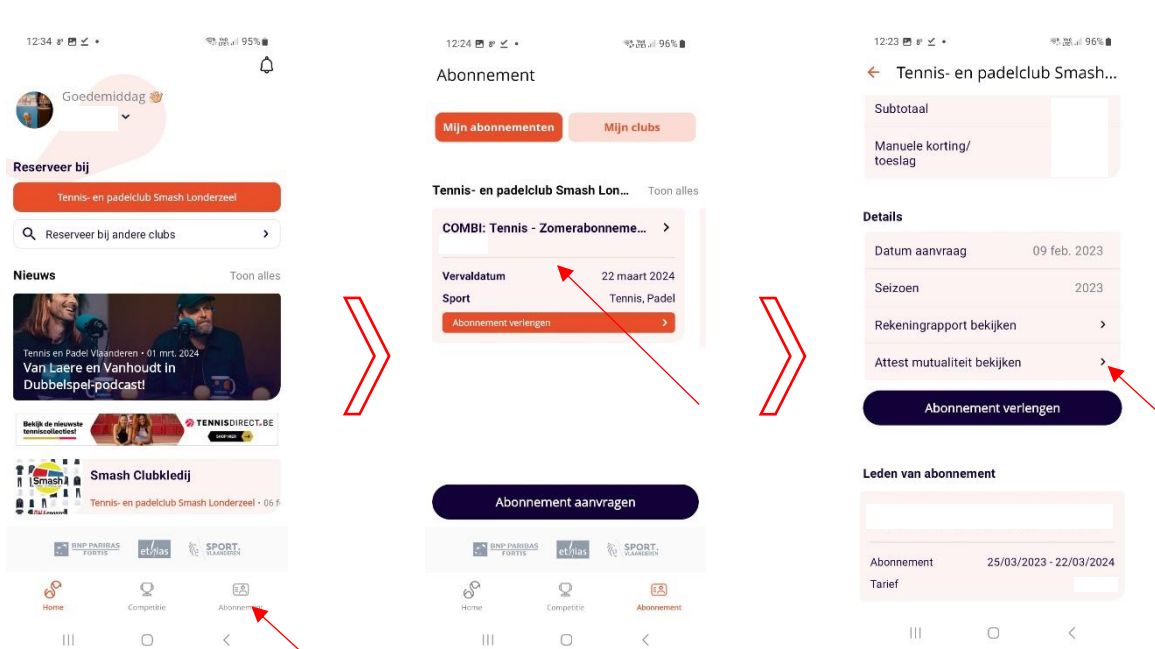 12:34
95%
Goedemiddag
Reserveer bij
Tennis- en padelclub Smash Londerzeel
Reserveer bij andere clubs
Nieuws
Toon alles
Tennis en Padel Vlaanderen • 01 mrt. 2024
Van Laere en Vanhoudt in
Dubbelspel-podcast!
Bekijk de nieuwste
tenniscollecties!
TENNISDIRECT.BE
SHOP HIER
Smash
Smash Clubkledij
Tennis- en padelclub Smash Londerzeel • 06 f
BNP PARIBAS
FORTIS
ethias
SPORT.
VLAANDEREN
Home
Competitie
Abonnement
12:24
96%
Abonnement
Mijn abonnementen
Mijn clubs
Tennis- en padelclub Smash Lon...
Toon alles
COMBI: Tennis - Zomerabonneme...
Vervaldatum
22 maart 2024
Sport
Tennis, Padel
Abonnement verlengen
Abonnement aanvragen
BNP PARIBAS
FORTIS
ethias
SPORT.
VLAANDEREN
Home
Competitie
Abonnement
12:23
96%
Tennis- en padelclub Smash...
Subtotaal
Manuele korting/
toeslag
Details
Datum aanvraag
09 feb. 2023
Seizoen
2023
Rekeningrapport bekijken
Attest mutualiteit bekijken
Abonnement verlengen
Leden van abonnement
Abonnement
25/03/2023 - 22/03/2024
Tarief